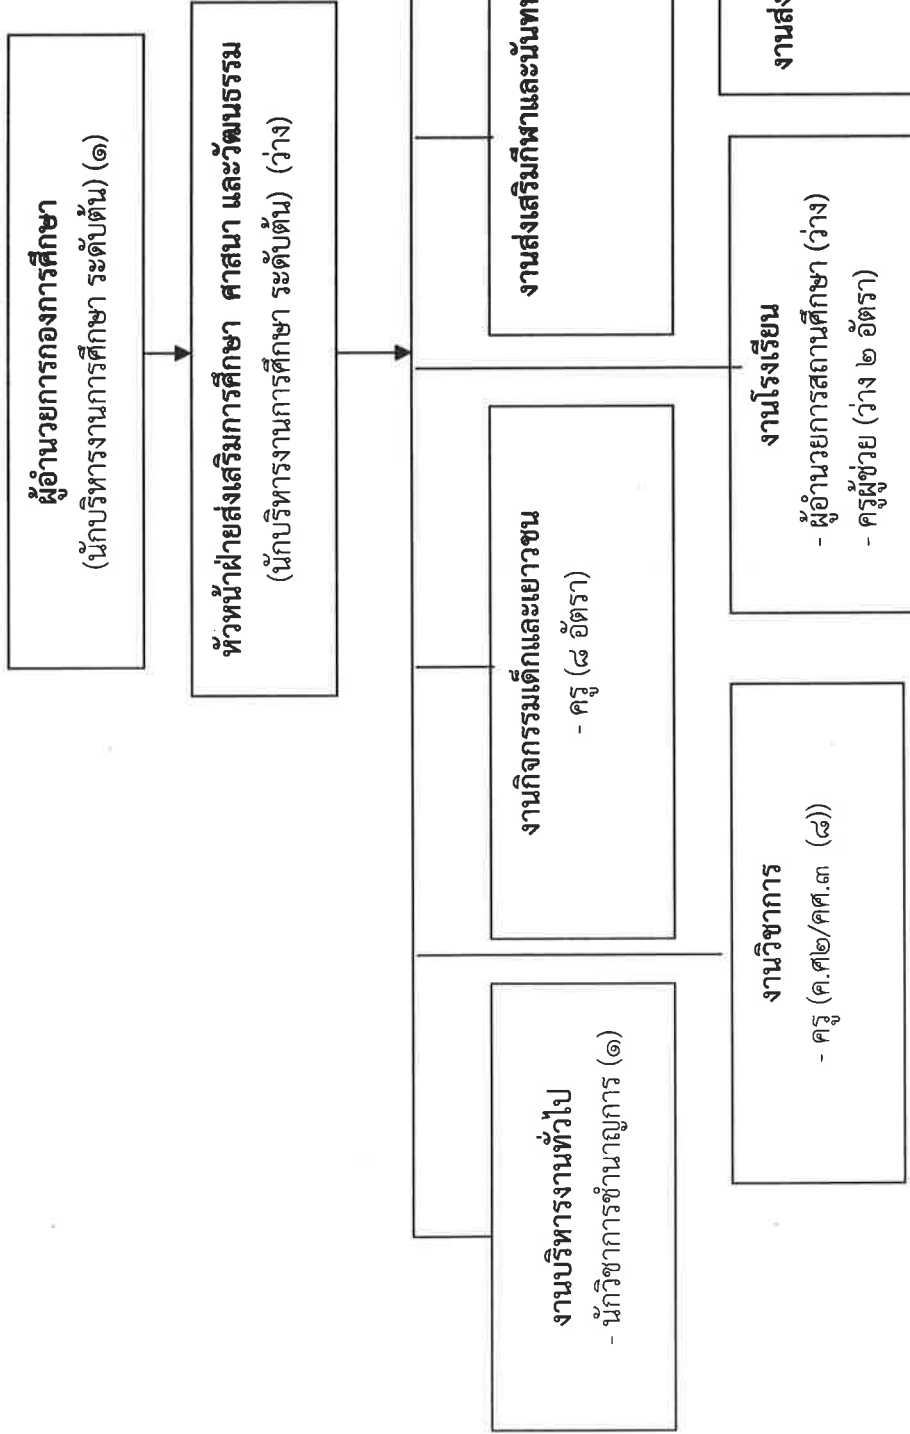 ผู้อำนวยการกองการศึกษา
(นักบริหารงานการศึกษา ระดับต้น) (๑)
หัวหน้าฝ่ายส่งเสริมการศึกษา ศาสนา และวัฒนธรรม
(นักบริหารงานการศึกษา ระดับต้น) (ว่าง)
งานบริหารงานทั่วไป
- นักวิชาการชำนาญการ (๑)
งานกิจกรรมเด็กและเยาวชน
- ครู (๘ อัตรา)
งานส่งเสริมกีฬาและนันท
งานวิชาการ
- ครู (ค.ศ๒/คศ.๓ (๘))
งานโรงเรียน
- ผู้อำนวยการสถานศึกษา (ว่าง)
- ครูผู้ช่วย (ว่าง ๒ อัตรา)
งานส่ง